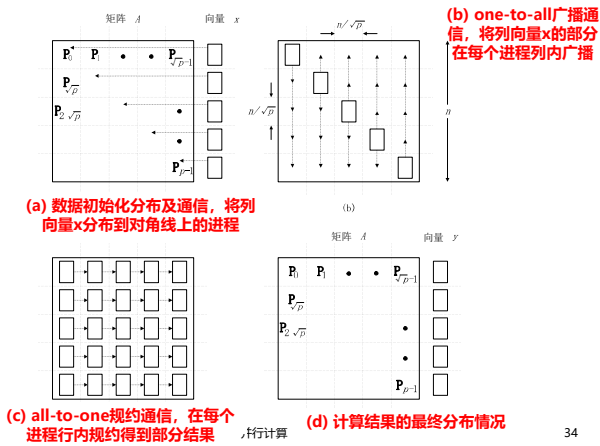 矩阵 A 向量 x
P0 P1 • • P√p-1
P√p
P2√p
•
•
Pp-1
(a) 数据初始化分布及通信，将列
向量x分布到对角线上的进程
n/√p
n/√p
n
(b)
(b) one-to-all广播通
信，将列向量x的部分
在每个进程列内广播
(c) all-to-one规约通信，在每个
进程行内规约得到部分结果
矩阵 A 向量 y
P0 P1 • • P√p-1
P√p
P2√p
•
•
Pp-1
(d) 计算结果的最终分布情况
行计算
34